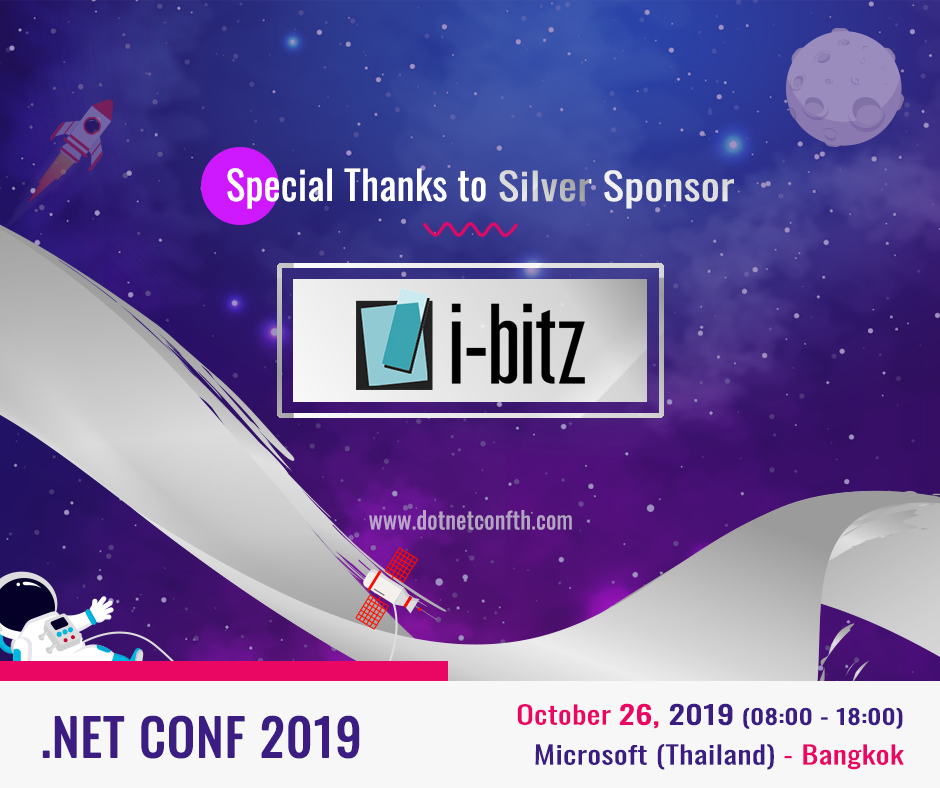 Special Thanks to Silver Sponsor
i-bitz
www.dotnetconfth.com
.NET CONF 2019
October 26, 2019 (08:00 - 18:00)
Microsoft (Thailand) - Bangkok